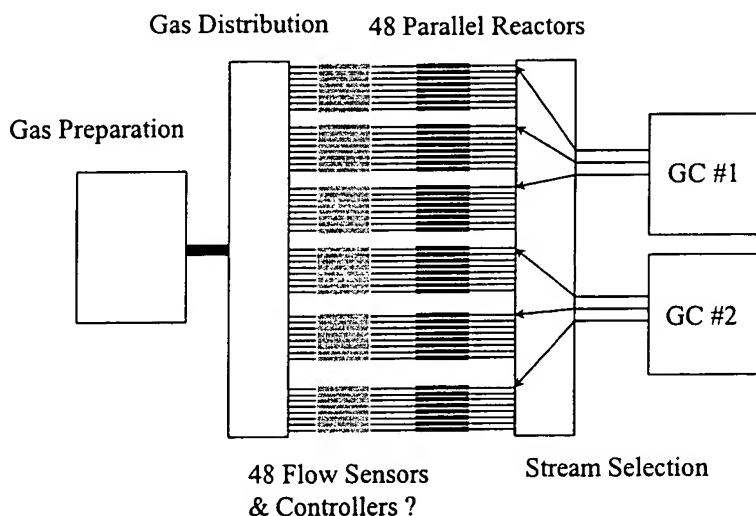 Gas Distribution
48 Parallel Reactors
Gas Preparation
GC #1
GC #2
48 Flow Sensors
& Controllers ?
Stream Selection